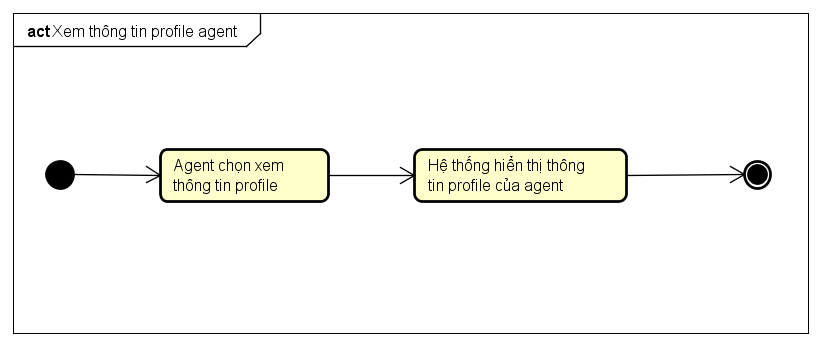 act Xem thông tin profile agent
Agent chọn xem
thông tin profile
Hệ thống hiển thị thông
tin profile của agent